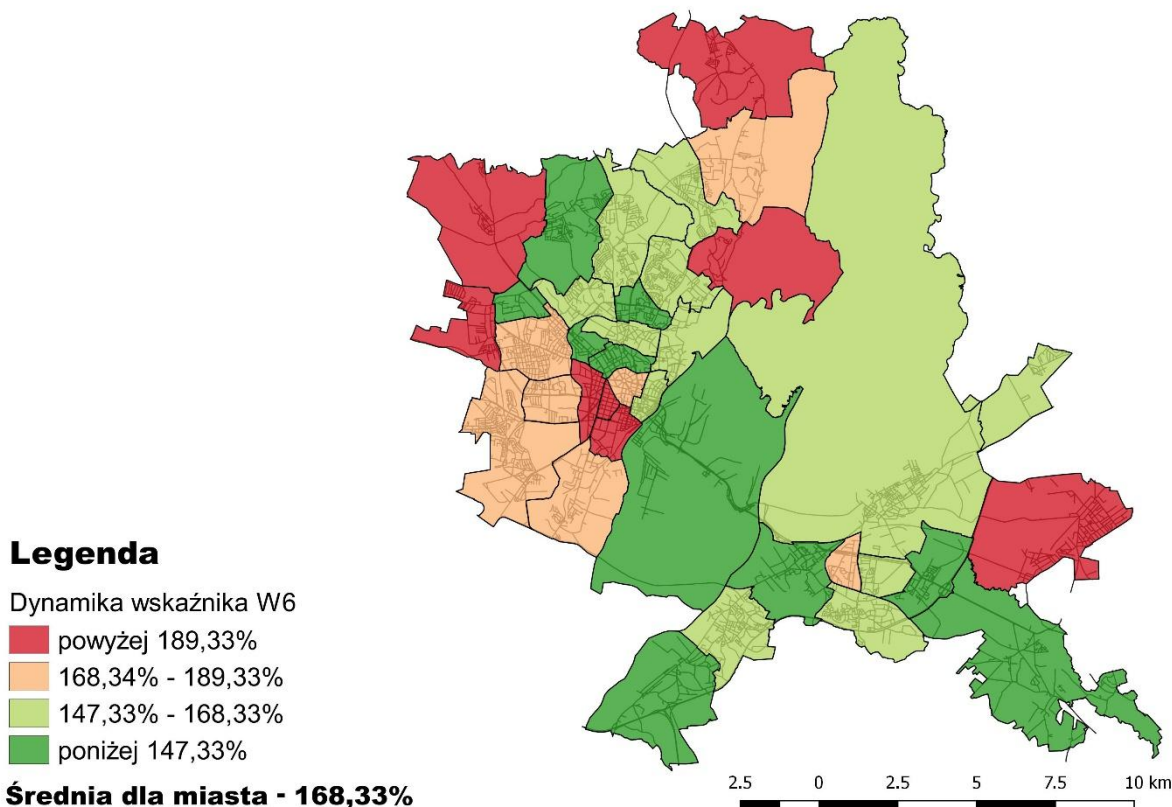 Legenda
Dynamika wskaźnika W6
powyżej 189,33%
168,34% - 189,33%
147,33% - 168,33%
poniżej 147,33%
Średnia dla miasta - 168,33%
2.5 0 2.5 5 7.5 10 km